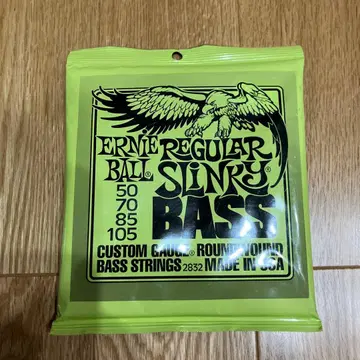 ERNIE BALL
REGULAR SLINKY BASS
50
70
85
105
CUSTOM GAUGE® ROUNDWOUND
BASS STRINGS 2832 MADE IN USA